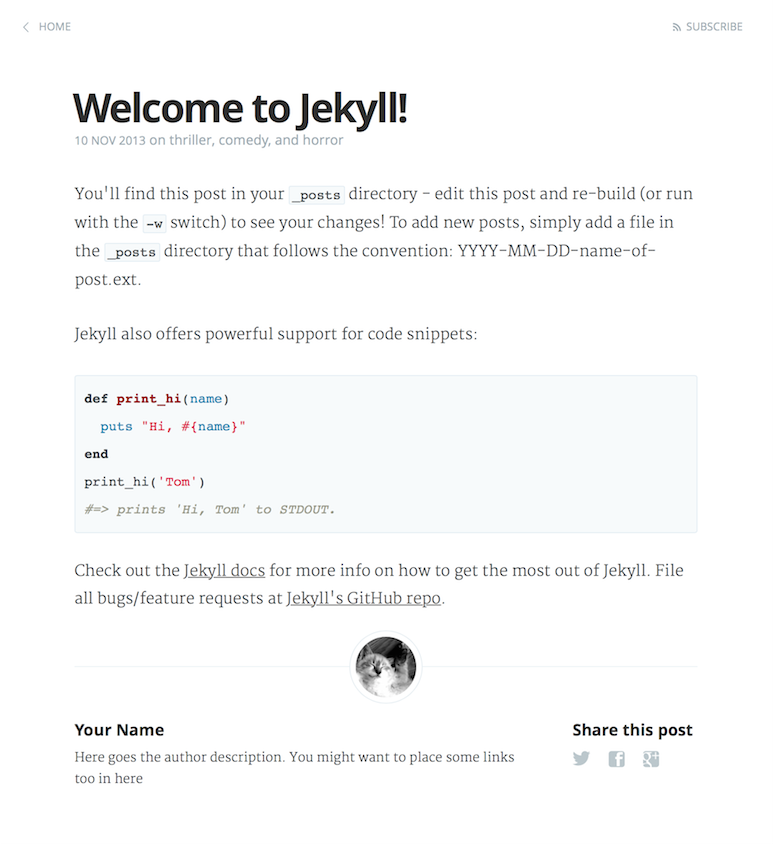 HOME
SUBSCRIBE
Welcome to Jekyll!
10 NOV 2013 on thriller, comedy, and horror
You'll find this post in your _posts directory - edit this post and re-build (or run
with the -w switch) to see your changes! To add new posts, simply add a file in
the _posts directory that follows the convention: YYYY-MM-DD-name-of-
post.ext.
Jekyll also offers powerful support for code snippets:
def print_hi(name)
  puts "Hi, #{name}"
end
print_hi('Tom')
#=> prints 'Hi, Tom' to STDOUT.
Check out the Jekyll docs for more info on how to get the most out of Jekyll. File
all bugs/feature requests at Jekyll's GitHub repo.
Your Name
Here goes the author description. You might want to place some links
too in here
Share this post